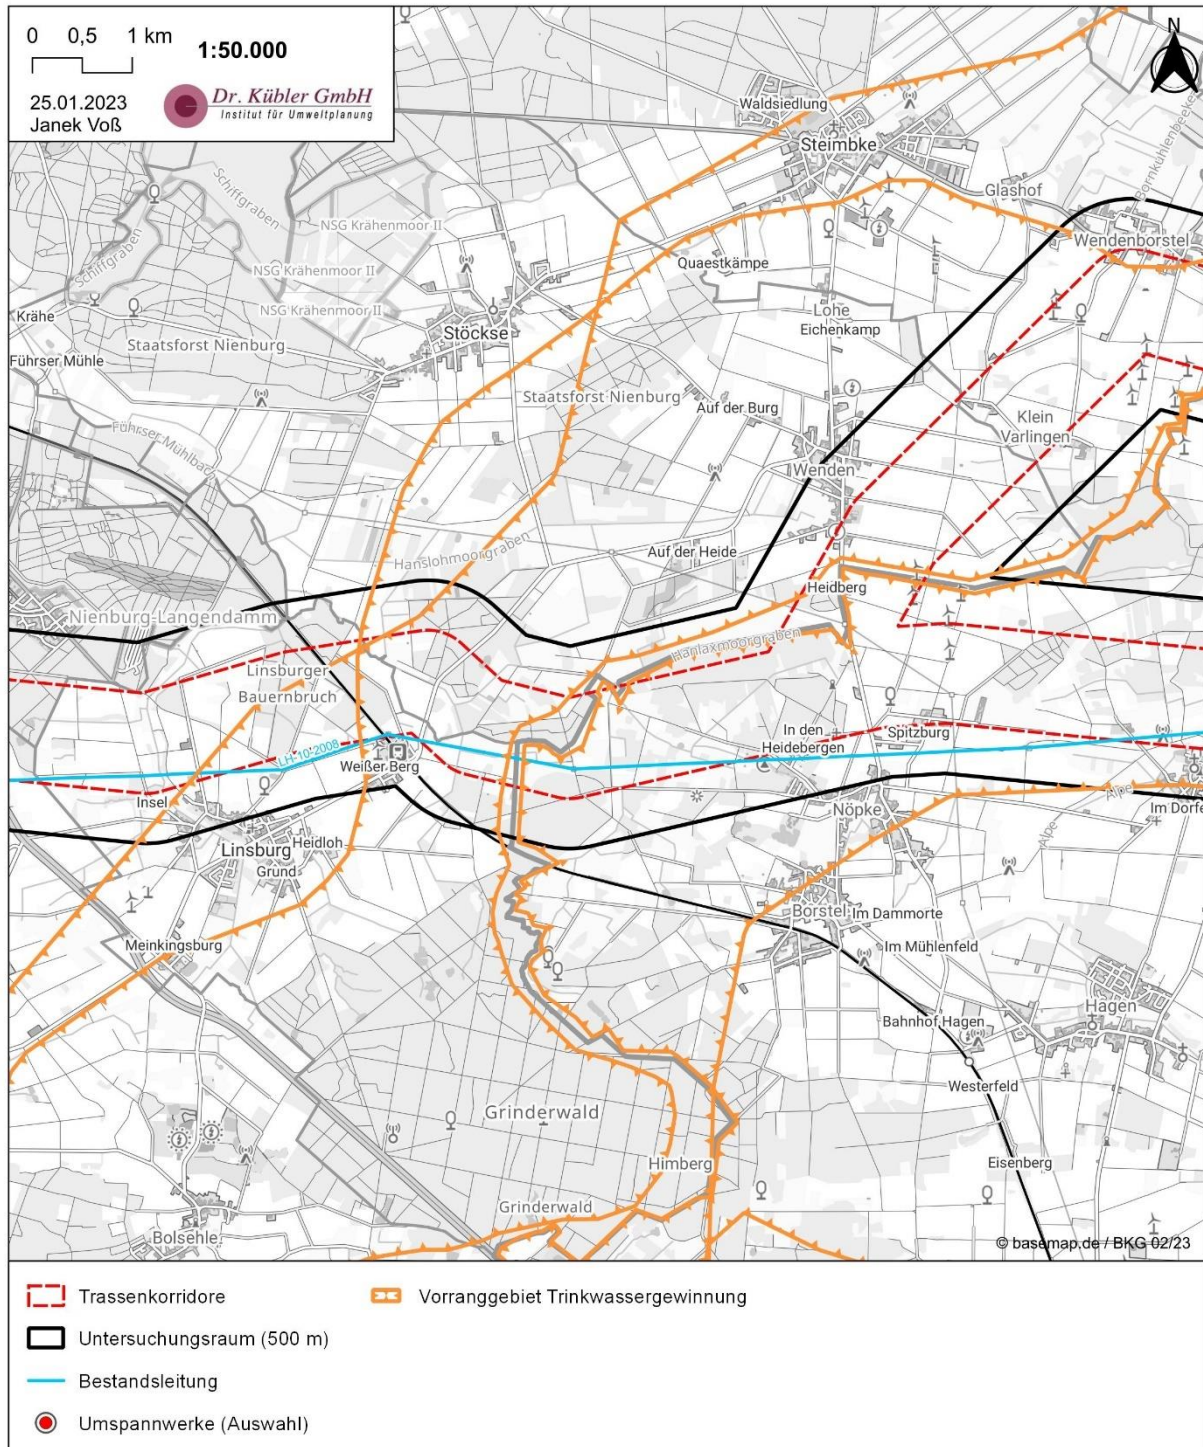 0 0,5 1 km
1:50.000
25.01.2023
Janek Voß
Dr. Kübler GmbH
Institut für Umweltplanung
N
Waldsiedlung
Steimbke
Bornkuhlenbeeke
Schiffgraben
Glashof
NSG Krähenmoor II
Wendenborstel
Schiffgraben
Quaestkämpe
NSG Krähenmoor II
NSG Krähenmoor II
Lohe
Krähe
Eichenkamp
Stöckse
Staatsforst Nienburg
Führser Mühle
Staatsforst Nienburg
Auf der Burg
Klein
Varlingen
Führser Mühlbach
Wenden
Hanslohmoorgraben
Auf der Heide
Heidberg
Nienburg-Langendamm
Hanlaxmoorgraben
Linsburger
Bauernbruch
In den
Heidebergen
Spitzburg
LH-10-2008
Weißer Berg
Insel
Alpe
Im Dorfe
Nöpke
Alpe
Linsburg
Heidloh
Grund
Borstel
Im Dammorte
Meinkingsburg
Im Mühlenfeld
Hagen
Bahnhof Hagen
Westerfeld
Grinderwald
Himberg
Eisenberg
Grinderwald
Bolsehle
© basemap.de / BKG 02/23
Trassenkorridore
Vorranggebiet Trinkwassergewinnung
Untersuchungsraum (500 m)
Bestandsleitung
Umspannwerke (Auswahl)